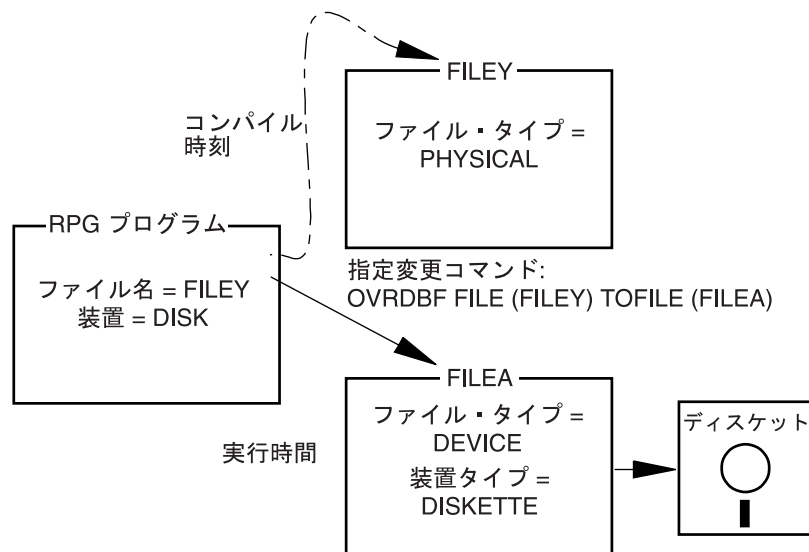 FILEY
ファイル・タイプ =
PHYSICAL
コンパイル
時刻
RPG プログラム
ファイル名 = FILEY
装置 = DISK
指定変更コマンド:
OVRDBF FILE (FILEY) TOFILE (FILEA)
FILEA
ファイル・タイプ =
DEVICE
装置タイプ =
DISKETTE
実行時間
ディスケット